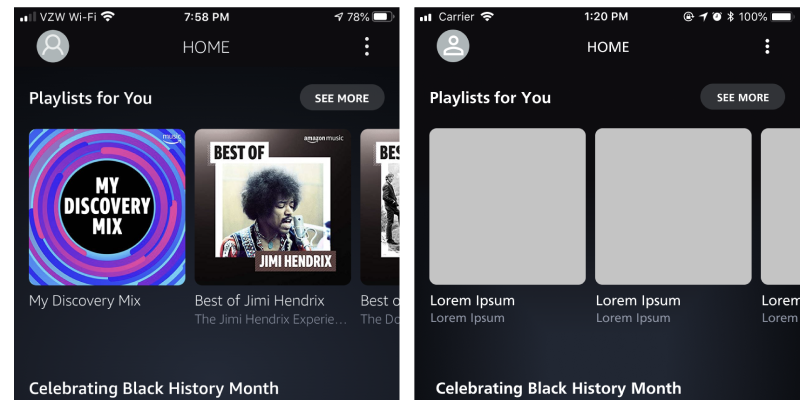 VZW Wi-Fi 7:58 PM 78%
HOME
Playlists for You SEE MORE
music
MY
DISCOVERY
MIX
amazon music
BEST OF
JIMI HENDRIX
BES
My Discovery Mix Best of Jimi Hendrix Best o
The Jimi Hendrix Experie... The Do
Celebrating Black History Month
Carrier 1:20 PM 100%
HOME
Playlists for You SEE MORE
Lorem Ipsum Lorem Ipsum Lorem
Lorem Ipsum Lorem Ipsum Lorem
Celebrating Black History Month